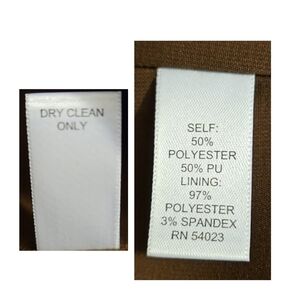 DRY CLEAN
ONLY
SELF:
50%
POLYESTER
50% PU
LINING:
97%
POLYESTER
3% SPANDEX
RN 54023